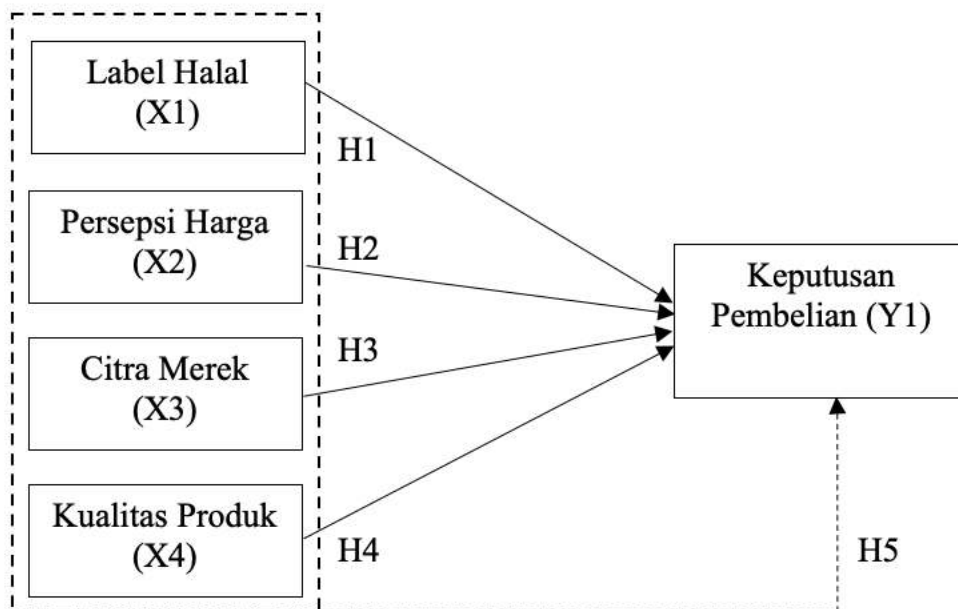 Label Halal
(X1)
H1
Persepsi Harga
(X2)
H2
Keputusan
Pembelian (Y1)
Citra Merek
(X3)
H3
Kualitas Produk
(X4)
H4
H5